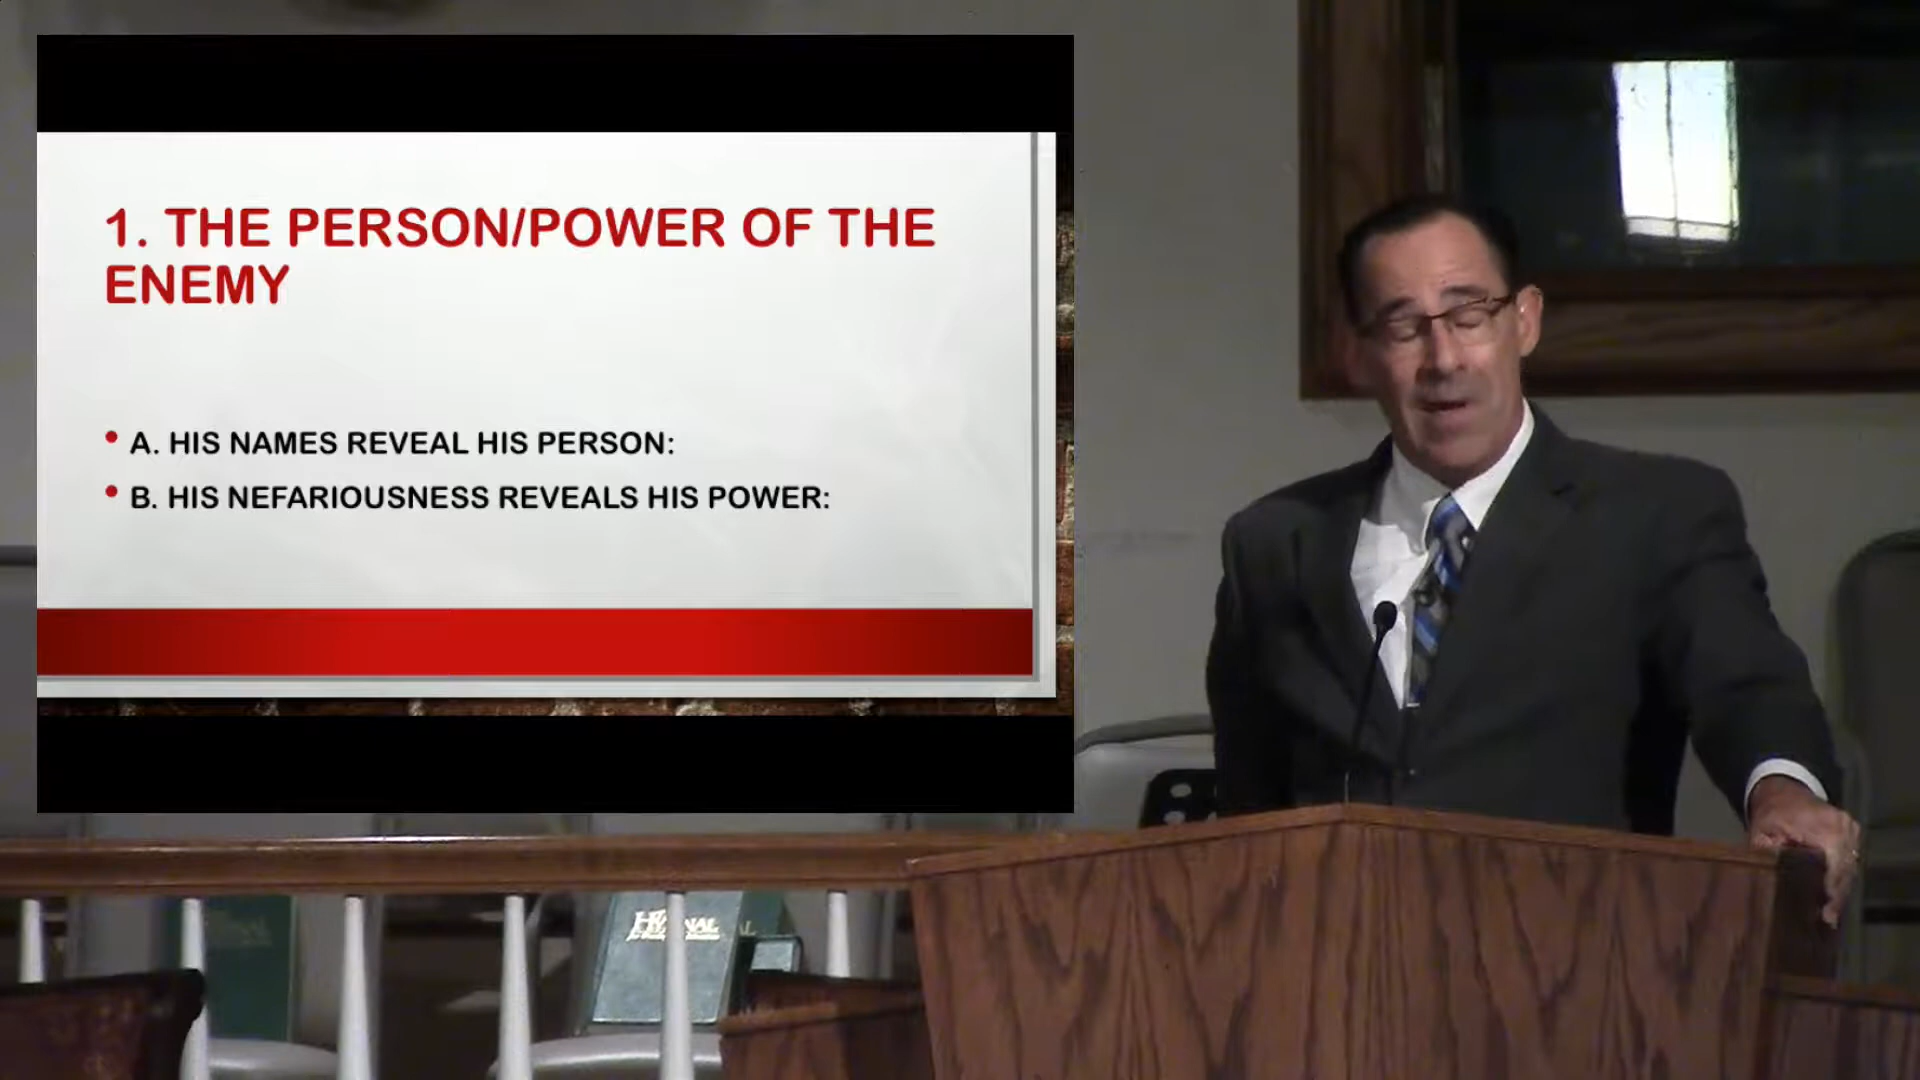 1. THE PERSON/POWER OF THE
ENEMY
• A. HIS NAMES REVEAL HIS PERSON:
• B. HIS NEFARIOUSNESS REVEALS HIS POWER: